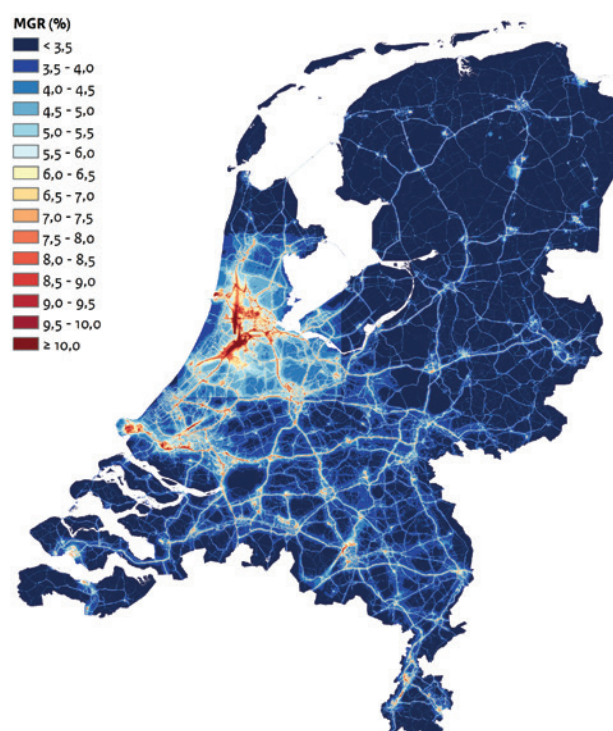 MGR (%)
< 3,5
3,5 - 4,0
4,0 - 4,5
4,5 - 5,0
5,0 - 5,5
5,5 - 6,0
6,0 - 6,5
6,5 - 7,0
7,0 - 7,5
7,5 - 8,0
8,0 - 8,5
8,5 - 9,0
9,0 - 9,5
9,5 - 10,0
≥ 10,0